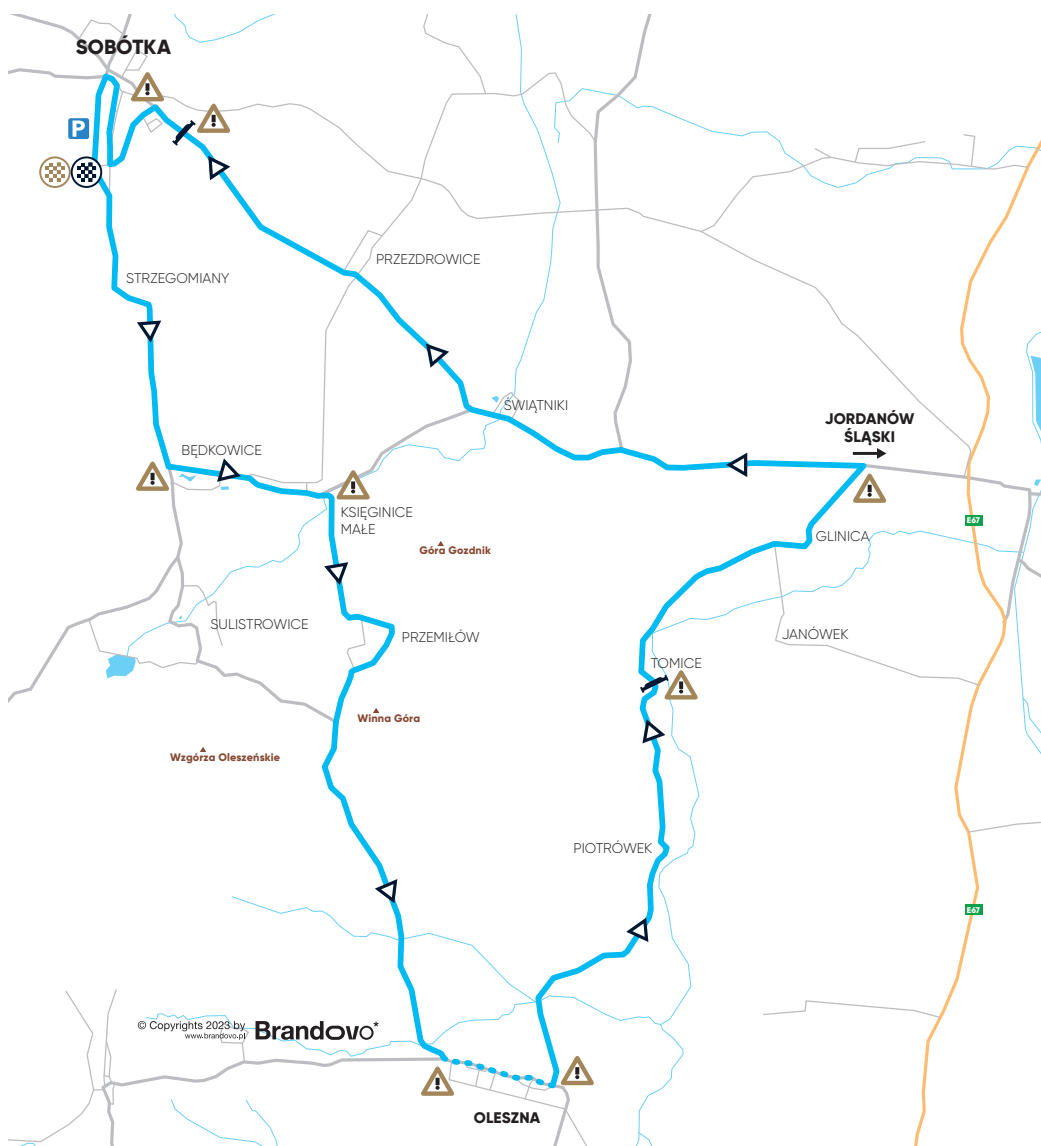 SOBÓTKA
P
PRZEZDROWICE
STRZEGOMIANY
ŚWIĄTNIKI
JORDANÓW
ŚLĄSKI
BĘDKOWICE
KSIĘGINICE
MAŁE
E67
GLINICA
Góra Gozdnik
SULISTROWICE
PRZEMIŁÓW
JANÓWEK
TOMICE
Winna Góra
Wzgórza Oleszeńskie
PIOTRÓWEK
E67
© Copyrights 2023 by
www.brandovo.pl
Brandovo*
OLESZNA